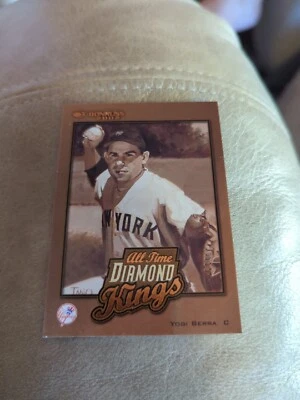 NEW YORK
All-Time
DIAMOND
Kings
YOGI BERRA C